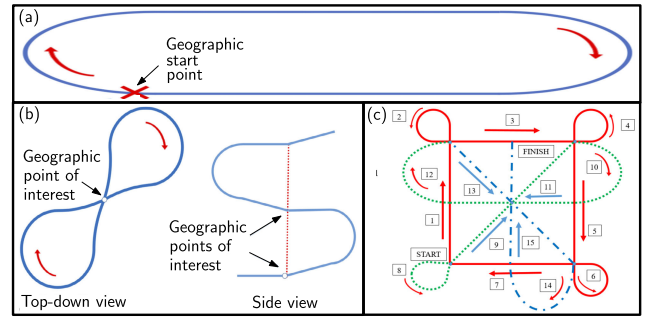 (a)
Geographic
start
point
(b)
Geographic
point of
interest
Geographic
points of
interest
Top-down view
Side view
(c)
2
3
4
FINISH
12
13
11
10
1
5
START
9
15
8
7
14
6